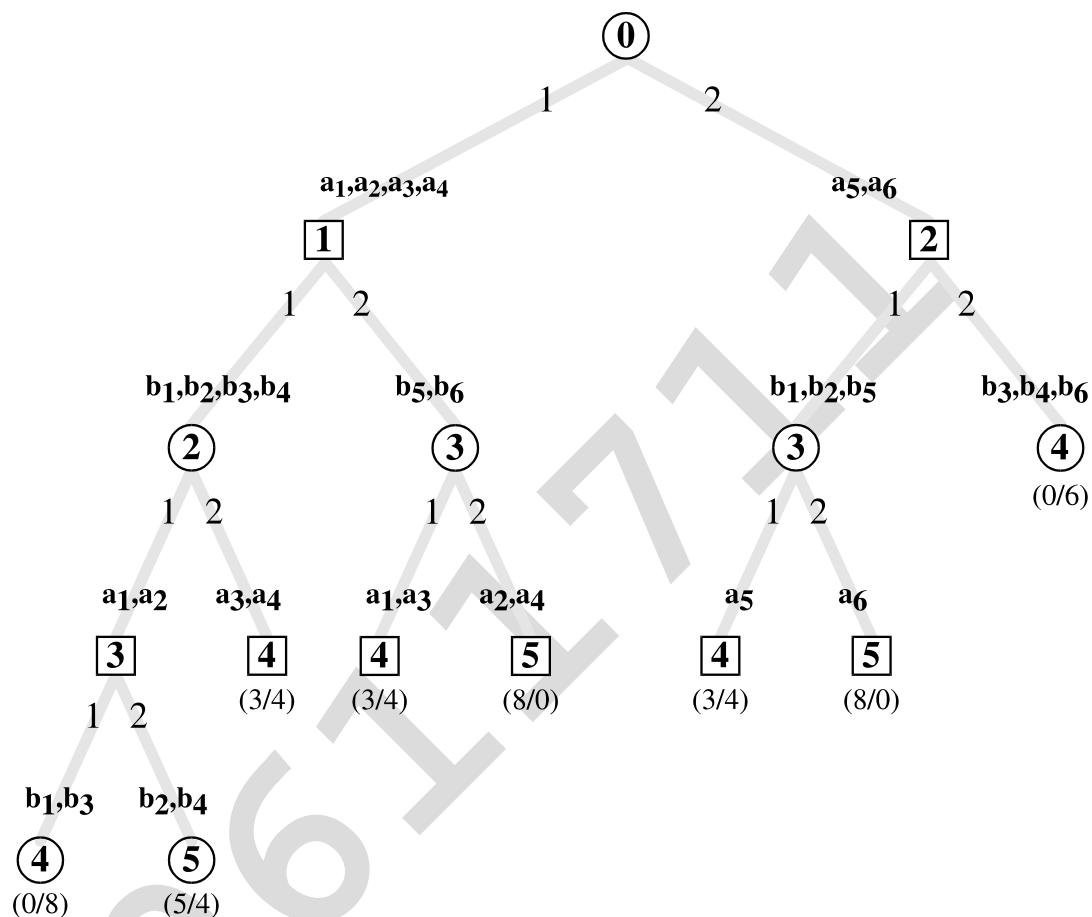 0
1 2
a1,a2,a3,a4 a5,a6
1 2
1 2 1 2
b1,b2,b3,b4 b5,b6 b1,b2,b5 b3,b4,b6
2 3 3 4
(0/6)
1 2 1 2 1 2
a1,a2 a3,a4 a1,a3 a2,a4 a5 a6
3 4 4 5 4 5
(3/4) (3/4) (8/0) (3/4) (8/0)
1 2
b1,b3 b2,b4
4 5
(0/8) (5/4)